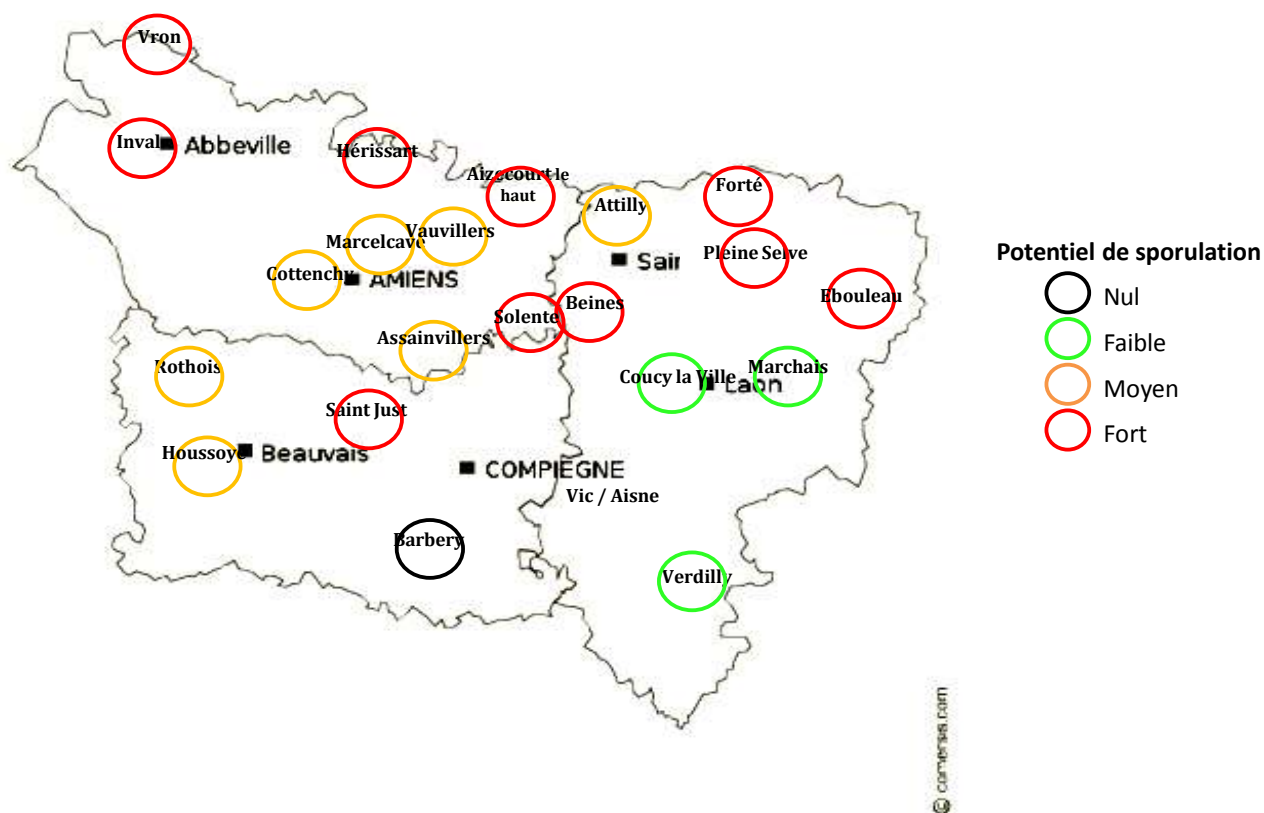 Vron
Inval
Abbeville
Hérissart
Aizecourt le
haut
Attilly
Forté
Marcelcave
Vauvillers
Sain
Pleine Selve
Cottenchy
AMIENS
Ebouleau
Solente
Beines
Assainvillers
Rothois
Coucy la Ville
Laon
Marchais
Saint Just
Houssoye
Beauvais
COMPIEGNE
Vic / Aisne
Barbery
Verdilly
Potentiel de sporulation
Nul
Faible
Moyen
Fort
© comersis.com